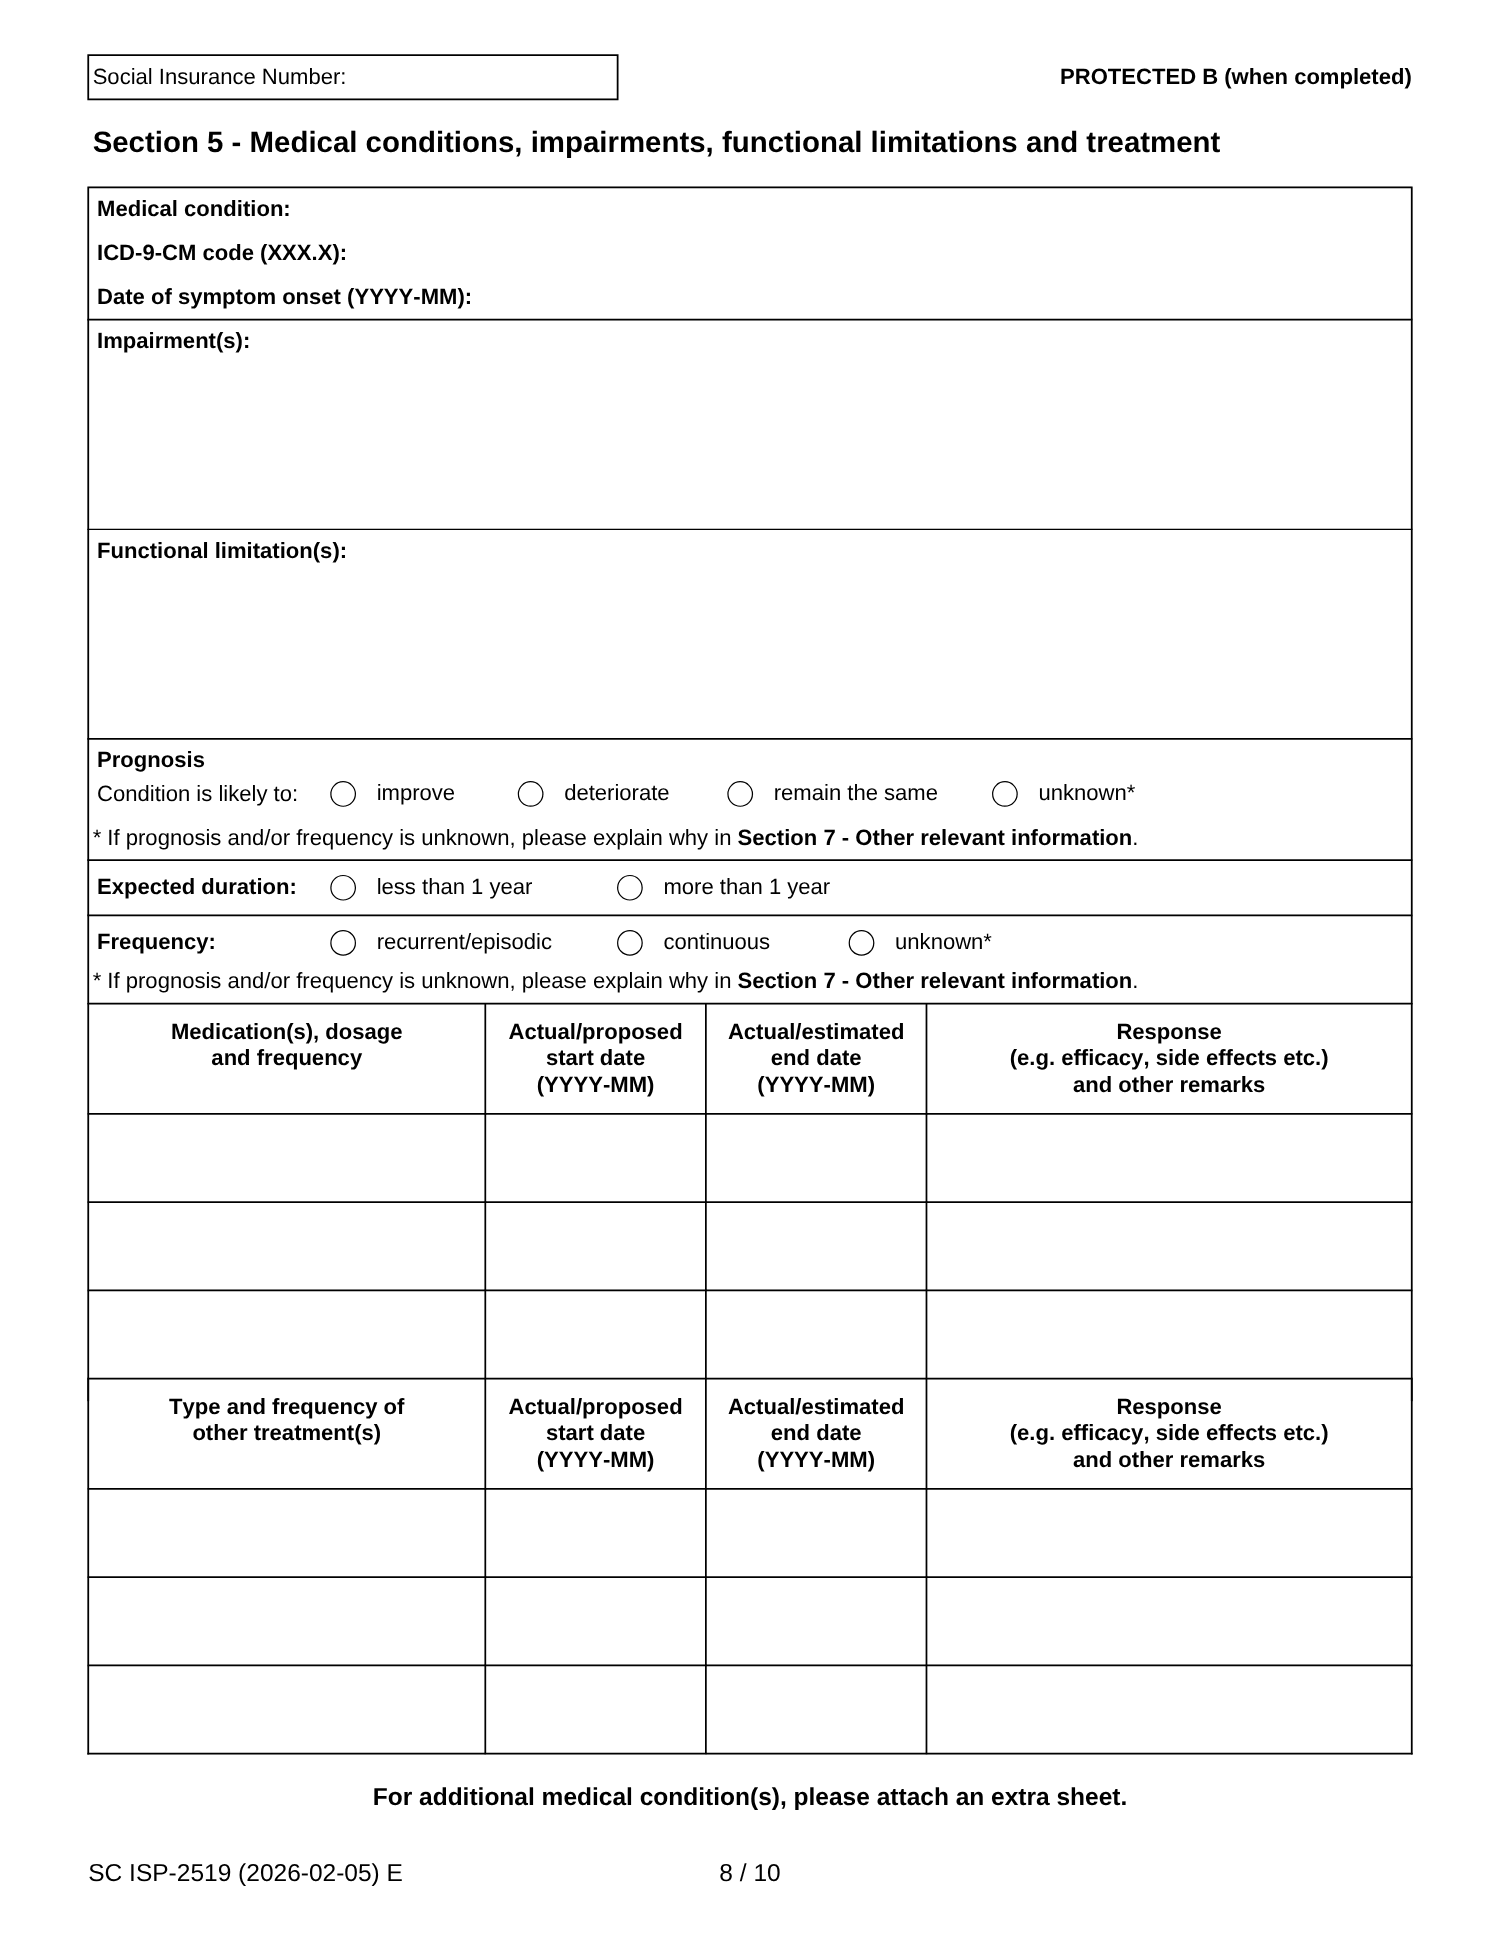 Social Insurance Number:
PROTECTED B (when completed)
Section 5 - Medical conditions, impairments, functional limitations and treatment
Medical condition:
ICD-9-CM code (XXX.X):
Date of symptom onset (YYYY-MM):
Impairment(s):
Functional limitation(s):
Prognosis
Condition is likely to: improve deteriorate remain the same unknown*
* If prognosis and/or frequency is unknown, please explain why in Section 7 - Other relevant information.
Expected duration: less than 1 year more than 1 year
Frequency: recurrent/episodic continuous unknown*
* If prognosis and/or frequency is unknown, please explain why in Section 7 - Other relevant information.
Medication(s), dosage
and frequency
Actual/proposed
start date
(YYYY-MM)
Actual/estimated
end date
(YYYY-MM)
Response
(e.g. efficacy, side effects etc.)
and other remarks
Type and frequency of
other treatment(s)
Actual/proposed
start date
(YYYY-MM)
Actual/estimated
end date
(YYYY-MM)
Response
(e.g. efficacy, side effects etc.)
and other remarks
For additional medical condition(s), please attach an extra sheet.
SC ISP-2519 (2026-02-05) E
8 / 10